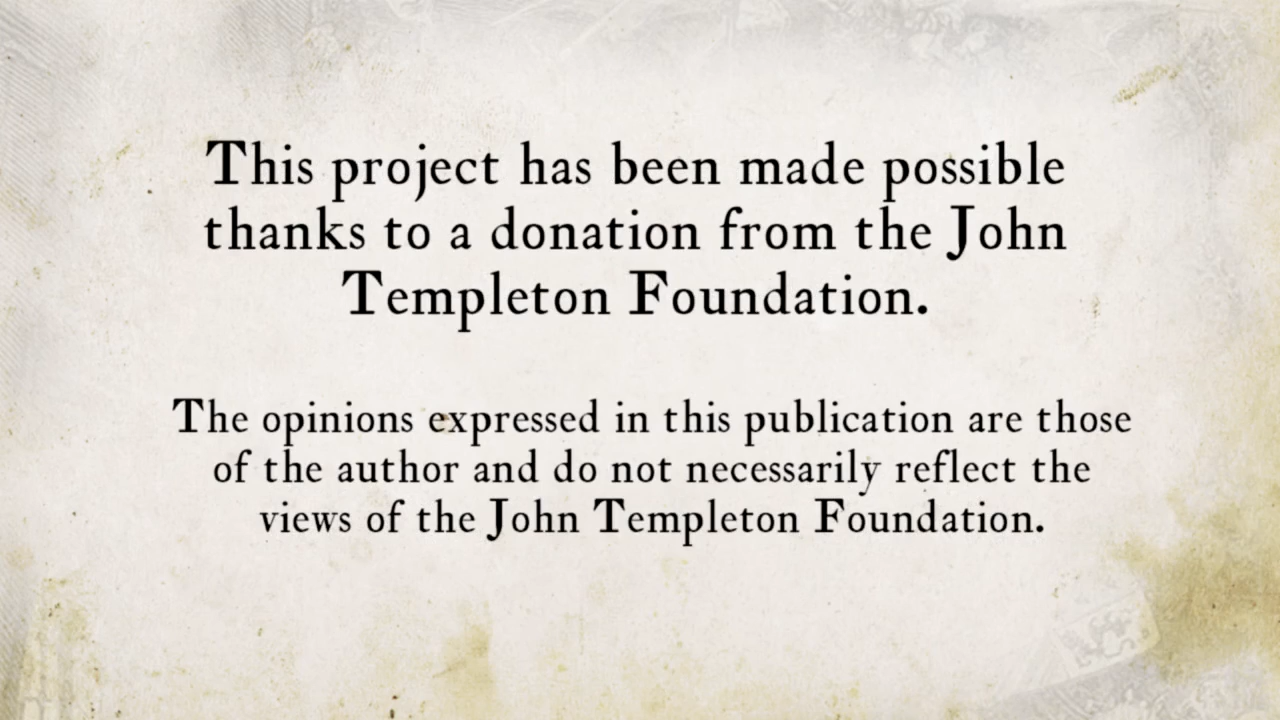 This project has been made possible
thanks to a donation from the John
Templeton Foundation.
The opinions expressed in this publication are those
of the author and do not necessarily reflect the
views of the John Templeton Foundation.